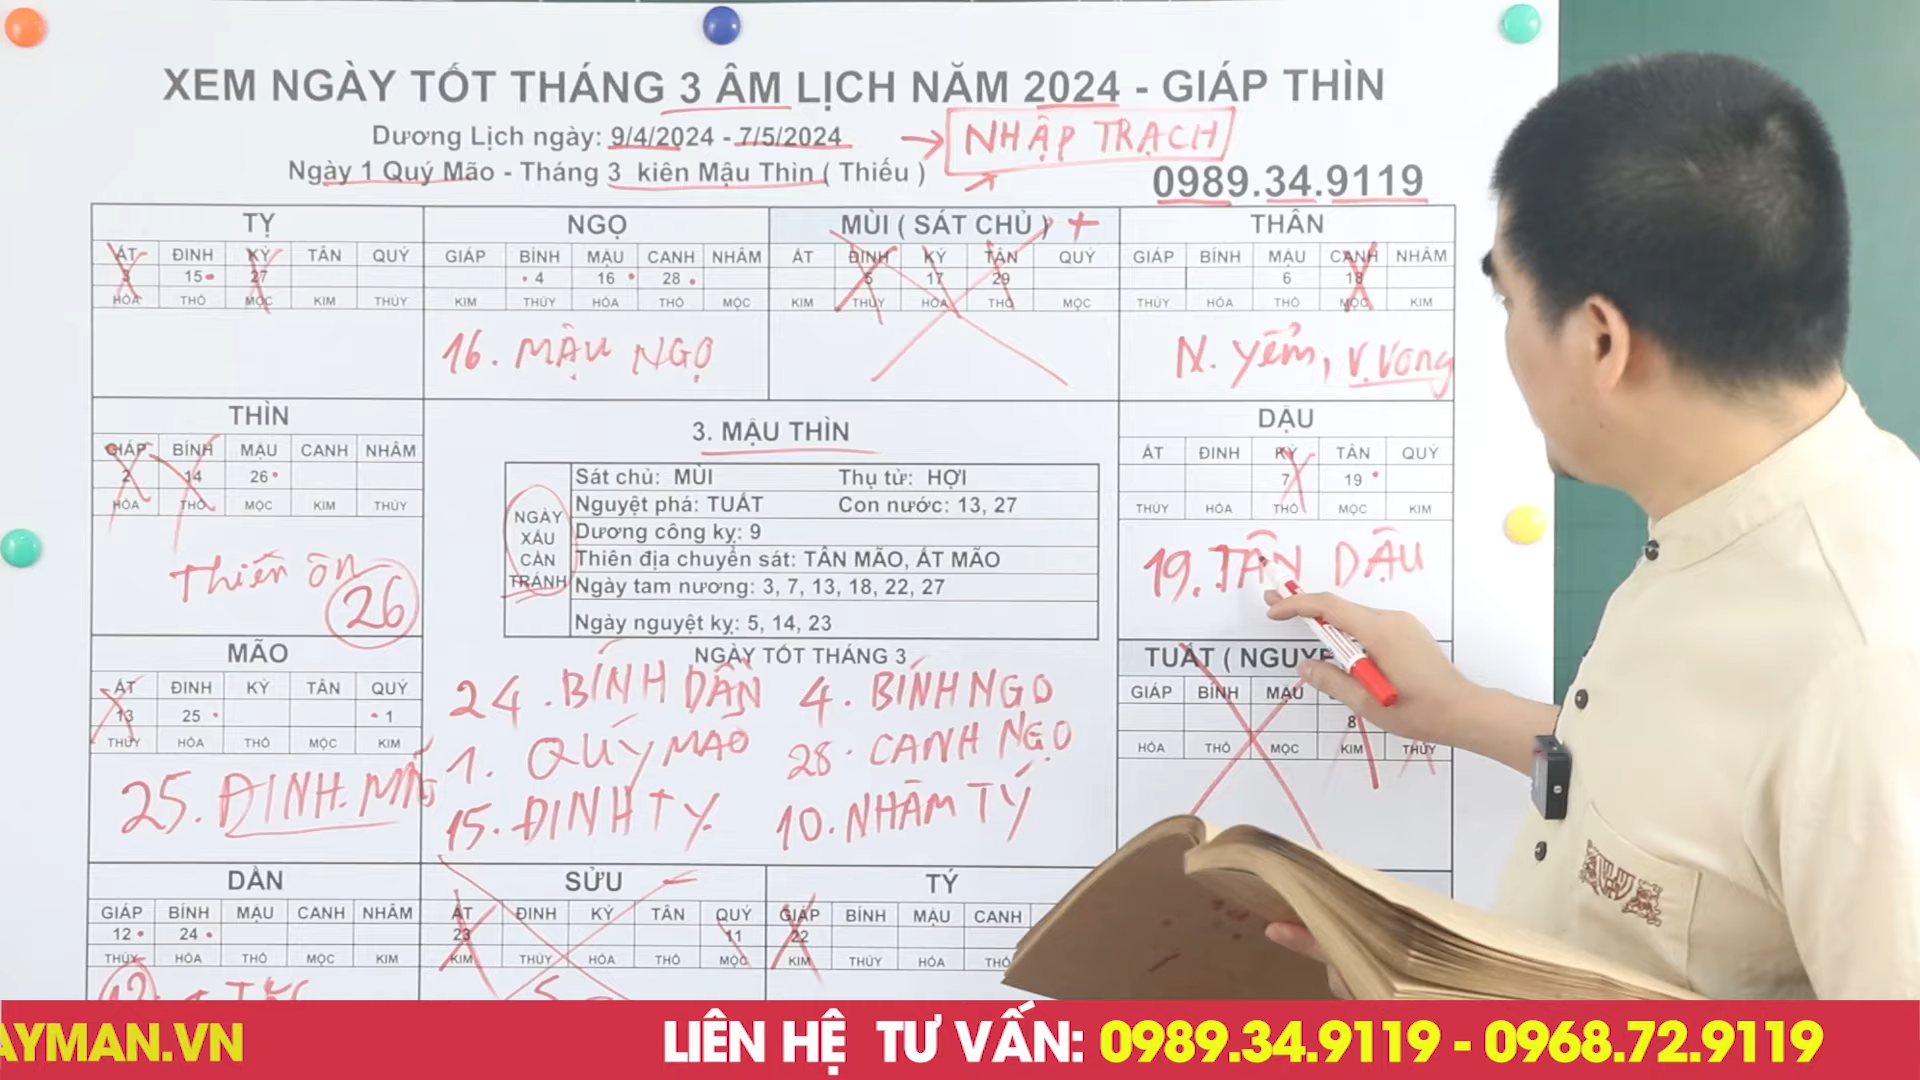 XEM NGÀY TỐT THÁNG 3 ÂM LỊCH NĂM 2024 - GIÁP THÌN
Dương Lịch ngày: 9/4/2024 - 7/5/2024
NHẬP TRẠCH
Ngày 1 Quý Mão - Tháng 3 kiên Mậu Thìn ( Thiếu )
0989.34.9119
TỴ
ẤT ĐINH KỶ TÂN QUÝ
3 15 27
HỎA THỔ MỘC KIM THỦY
NGỌ
GIÁP BÍNH MẬU CANH NHÂM
4 16 28
KIM THỦY HỎA THỔ MỘC
16. MẬU NGỌ
MÙI ( SÁT CHỦ ) +
ẤT ĐINH KỶ TÂN QUÝ
5 17 29
KIM THỦY HỎA THỔ MỘC
THÂN
GIÁP BÍNH MẬU CANH NHÂM
6 18
THỦY HỎA THỔ MỘC KIM
N. yểm, V. Vong
THÌN
GIÁP BÍNH MẬU CANH NHÂM
2 14 26
HỎA THỔ MỘC KIM THỦY
Thiên ôn
26
3. MẬU THÌN
NGÀY XẤU CẦN TRÁNH
Sát chủ: MÙI Thụ tử: HỢI
Nguyệt phá: TUẤT Con nước: 13, 27
Dương công kỵ: 9
Thiên địa chuyển sát: TÂN MÃO, ẤT MÃO
Ngày tam nương: 3, 7, 13, 18, 22, 27
Ngày nguyệt kỵ: 5, 14, 23
DẬU
ẤT ĐINH KỶ TÂN QUÝ
7 19
THỦY HỎA THỔ MỘC KIM
19. TÂN DẬU
MÃO
ẤT ĐINH KỶ TÂN QUÝ
13 25 1
THỦY HỎA THỔ MỘC KIM
25. ĐINH. MÃO
NGÀY TỐT THÁNG 3
24. BÍNH DẦN 4. BÍNH NGỌ
1. QUÝ MÃO 28. CANH NGỌ
15. ĐINH TỴ 10. NHÂM TÝ
TUẤT ( NGUYỆ
GIÁP BÍNH MẬU
8
HỎA THỔ MỘC KIM THỦY
DẦN
GIÁP BÍNH MẬU CANH NHÂM
12 24
THỦY HỎA THỔ MỘC KIM
12
SỬU
ẤT ĐINH KỶ TÂN QUÝ
23 11
KIM THỦY HỎA THỔ MỘC
TÝ
GIÁP BÍNH MẬU CANH
22
KIM THỦY HỎA THỔ
AYMAN.VN
LIÊN HỆ TƯ VẤN: 0989.34.9119 - 0968.72.9119